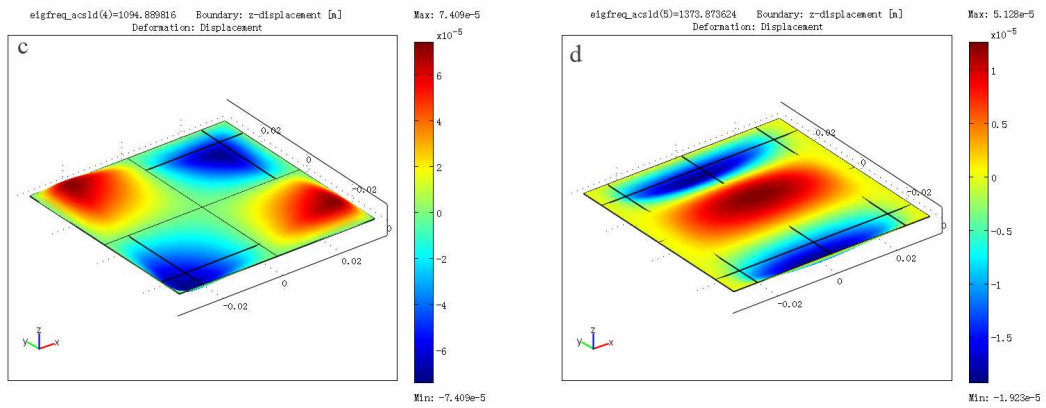 eigfreq_acsld(4)=1094.889816 Boundary: z-displacement [m]
Deformation: Displacement
Max: 7.409e-5
x10^-5
c
6
4
2
0
-2
-4
-6
0.02
0
-0.02
0
0.02
0
-0.02
z
y
x
Min: -7.409e-5
eigfreq_acsld(5)=1373.873624 Boundary: z-displacement [m]
Deformation: Displacement
Max: 5.128e-5
x10^-5
d
1
0.5
0
-0.5
-1
-1.5
0.02
0
-0.02
0
0.02
0
-0.02
z
y
x
Min: -1.923e-5